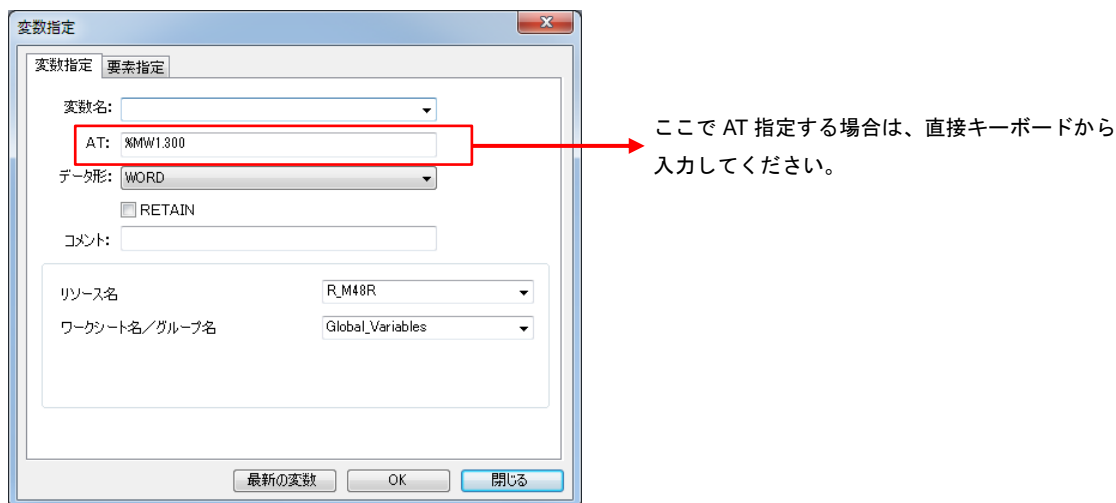 変数指定
変数指定 要素指定
変数名:
AT: %MW1.300
データ形: WORD
RETAIN
コメント:
リソース名 R_M48R
ワークシート名/グループ名 Global_Variables
最新の変数 OK 閉じる
ここで AT 指定する場合は、直接キーボードから
入力してください。